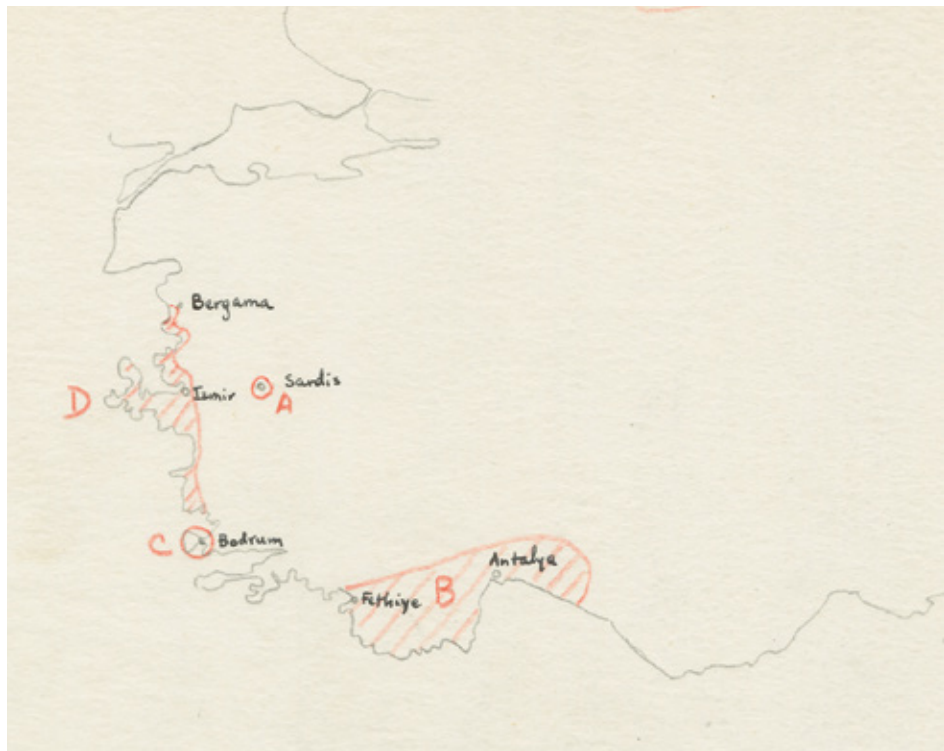 Bergama
Sardis
Izmir
A
D
Bodrum
C
Antalya
B
Fethiye